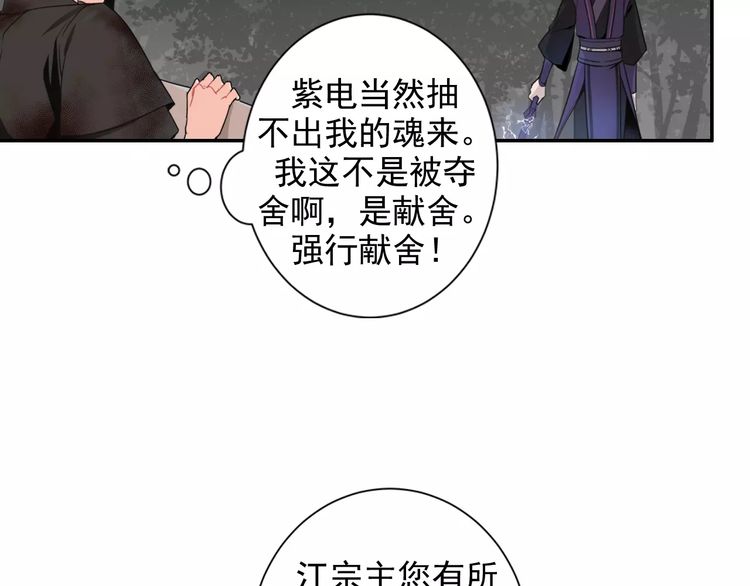 紫电当然抽
不出我的魂来。
我这不是被夺
舍啊，是献舍。
强行献舍！
江宗主您有所